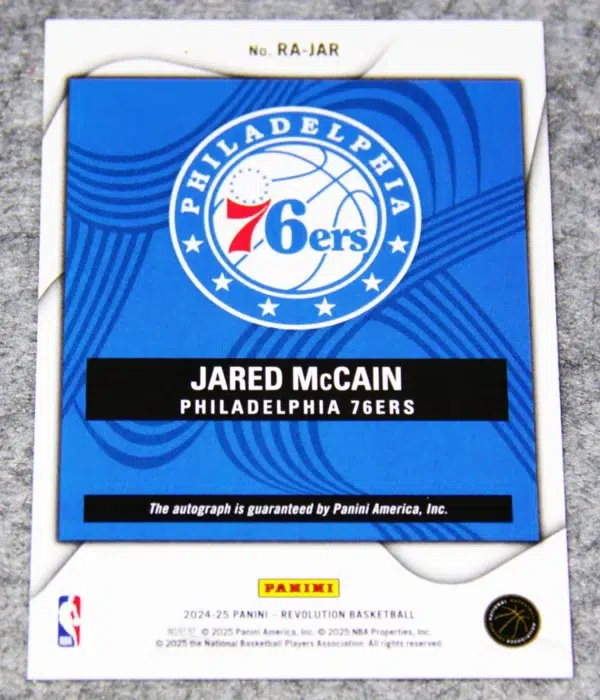 No. RA-JAR
PHILADELPHIA
76ers
JARED McCAIN
PHILADELPHIA 76ERS
The autograph is guaranteed by Panini America, Inc.
PANINI
2024-25 PANINI - REVOLUTION BASKETBALL
© 2025 Panini America, Inc. © 2025 NBA Properties, Inc.
© 2025 the National Basketball Players Association. All rights reserved.